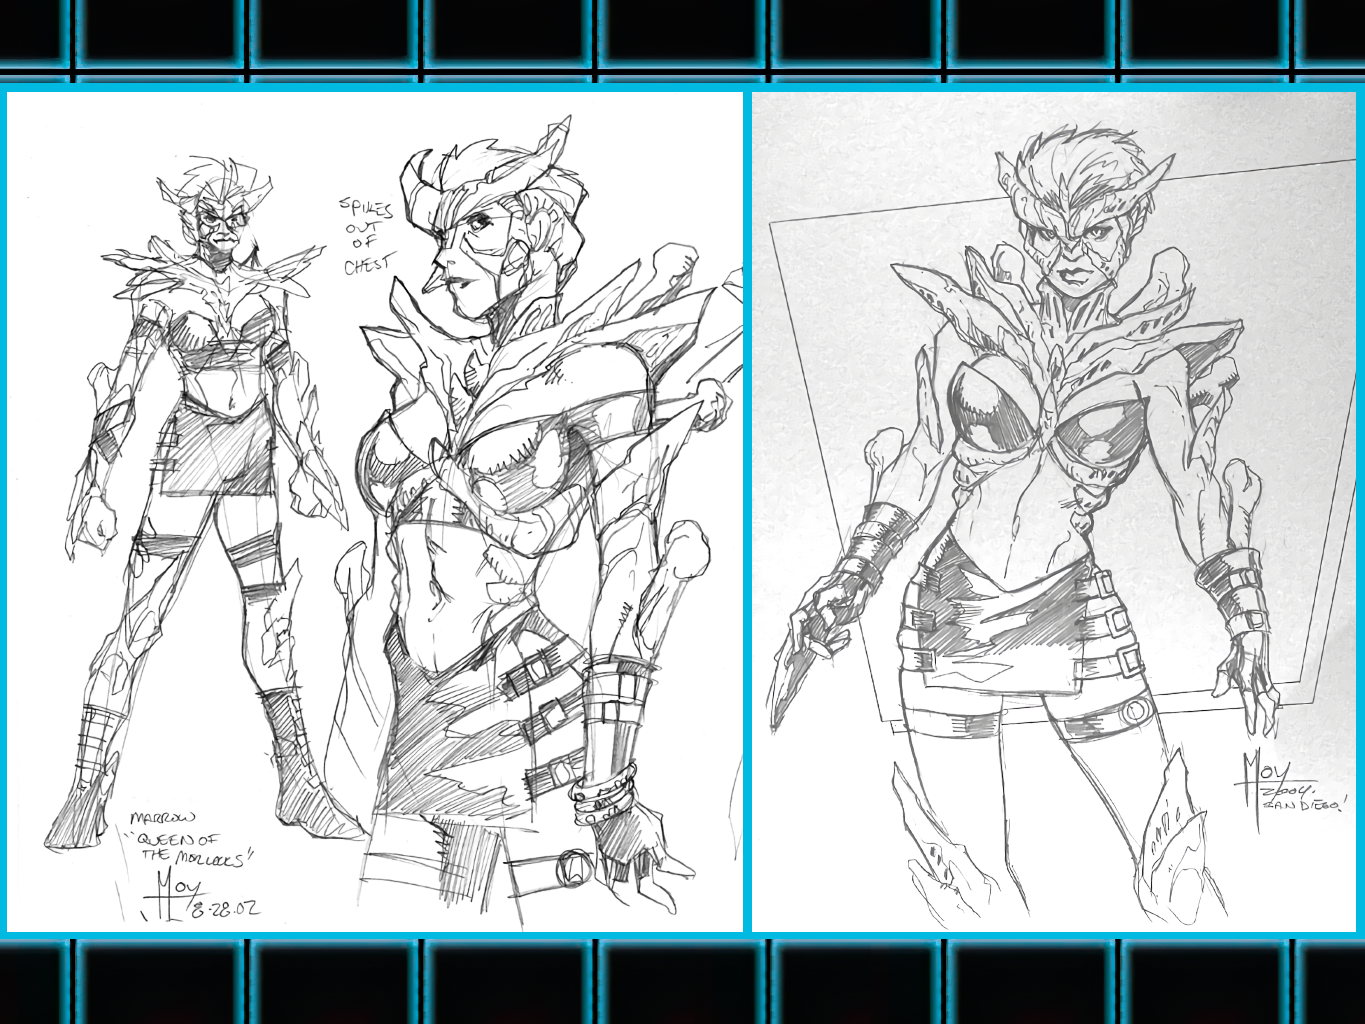 SPIKES
OUT
OF
CHEST
MARROW
"QUEEN OF
THE MORLOCKS"
MOY
8·28·02
MOY
2004.
SAN DIEGO!